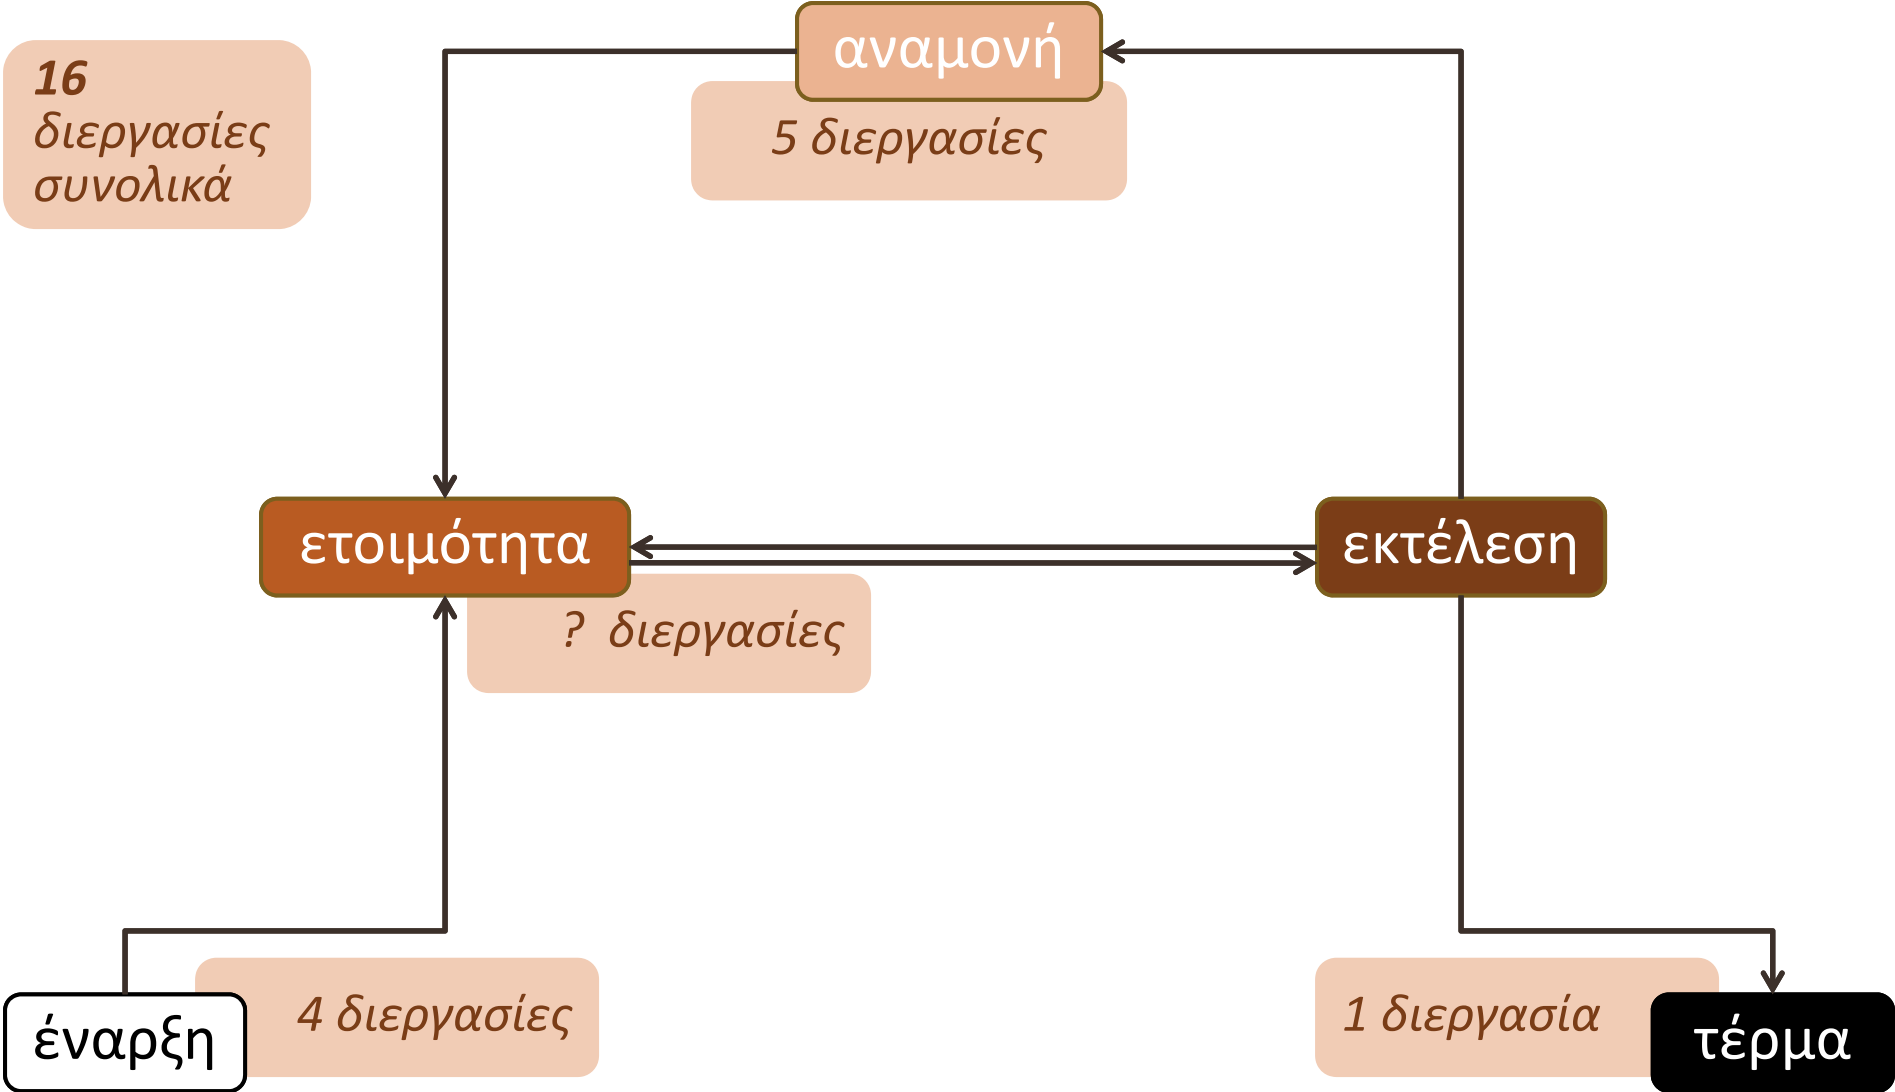 αναμονή
16
διεργασίες
συνολικά
5 διεργασίες
ετοιμότητα
εκτέλεση
? διεργασίες
4 διεργασίες
1 διεργασία
έναρξη
τέρμα